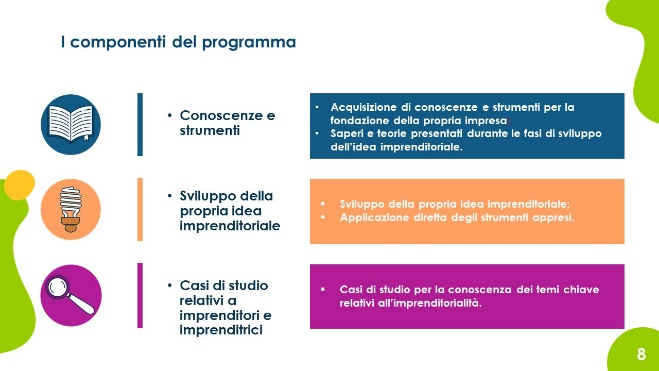 I componenti del programma
• Conoscenze e
strumenti
• Acquisizione di conoscenze e strumenti per la
fondazione della propria impresa
• Saperi e teorie presentati durante le fasi di sviluppo
dell'idea imprenditoriale.
• Sviluppo della
propria idea
imprenditoriale
▪ Sviluppo della propria idea imprenditoriale;
▪ Applicazione diretta degli strumenti appresi.
• Casi di studio
relativi a
imprenditori e
imprenditrici
▪ Casi di studio per la conoscenza dei temi chiave
relativi all'imprenditorialità.
8